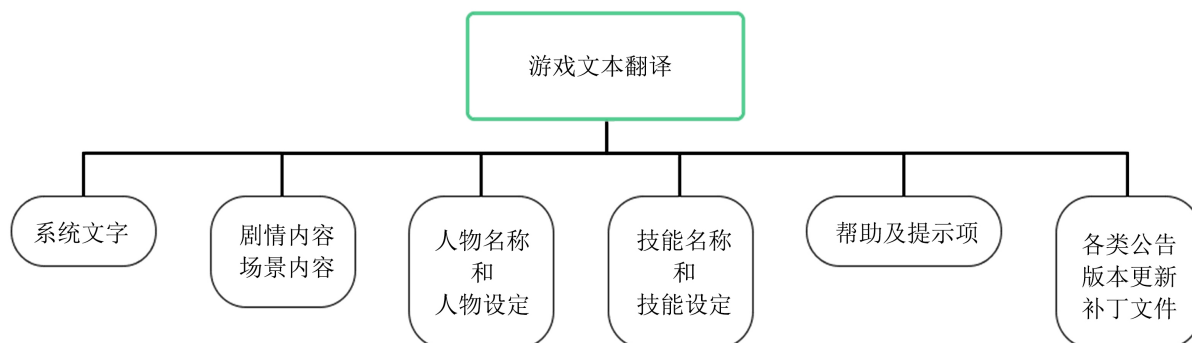 游戏文本翻译
系统文字
剧情内容
场景内容
人物名称
和
人物设定
技能名称
和
技能设定
帮助及提示项
各类公告
版本更新
补丁文件